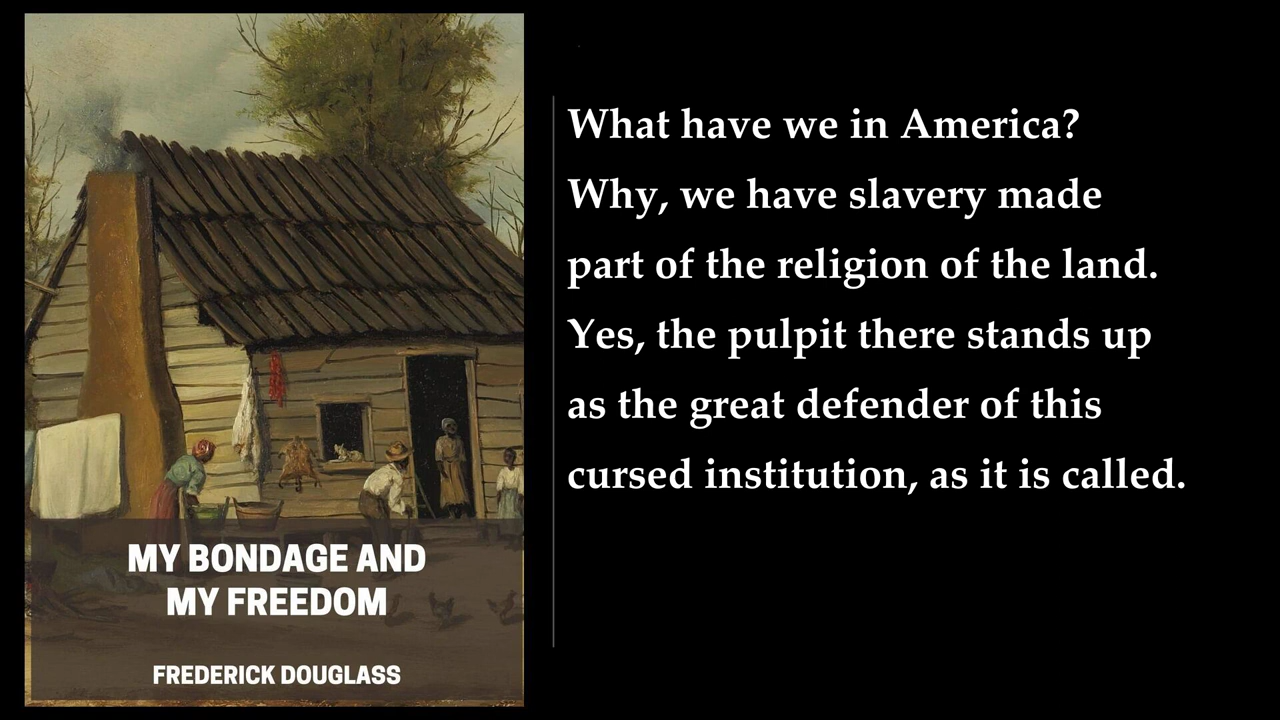 What have we in America?
Why, we have slavery made
part of the religion of the land.
Yes, the pulpit there stands up
as the great defender of this
cursed institution, as it is called.
MY BONDAGE AND
MY FREEDOM
FREDERICK DOUGLASS